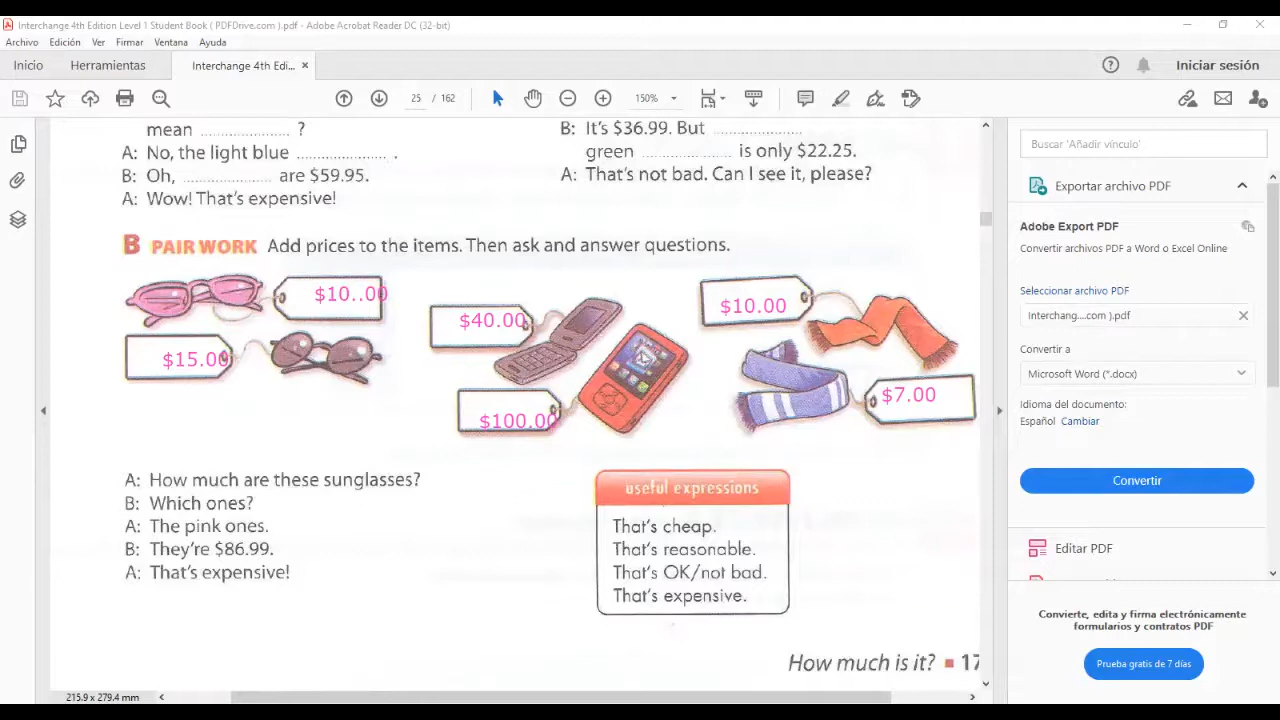 Interchange 4th Edition Level 1 Student Book ( PDFDrive.com ).pdf - Adobe Acrobat Reader DC (32-bit)
Archivo Edición Ver Firmar Ventana Ayuda
Inicio Herramientas Interchange 4th Edi... × Iniciar sesión
25 / 162 150%
mean .................... ?
A: No, the light blue .................... .
B: Oh, .................... are $59.95.
A: Wow! That's expensive!
B: It's $36.99. But ....................
green .................... is only $22.25.
A: That's not bad. Can I see it, please?
B PAIR WORK Add prices to the items. Then ask and answer questions.
$10..00
$15.00
$40.00
$100.00
$10.00
$7.00
A: How much are these sunglasses?
B: Which ones?
A: The pink ones.
B: They're $86.99.
A: That's expensive!
useful expressions
That's cheap.
That's reasonable.
That's OK/not bad.
That's expensive.
How much is it? ■ 17
215.9 x 279.4 mm
Buscar 'Añadir vínculo'
Exportar archivo PDF
Adobe Export PDF
Convertir archivos PDF a Word o Excel Online
Seleccionar archivo PDF
Interchang....com ).pdf
Convertir a
Microsoft Word (*.docx)
Idioma del documento:
Español Cambiar
Convertir
Editar PDF
Convierte, edita y firma electrónicamente
formularios y contratos PDF
Prueba gratis de 7 días